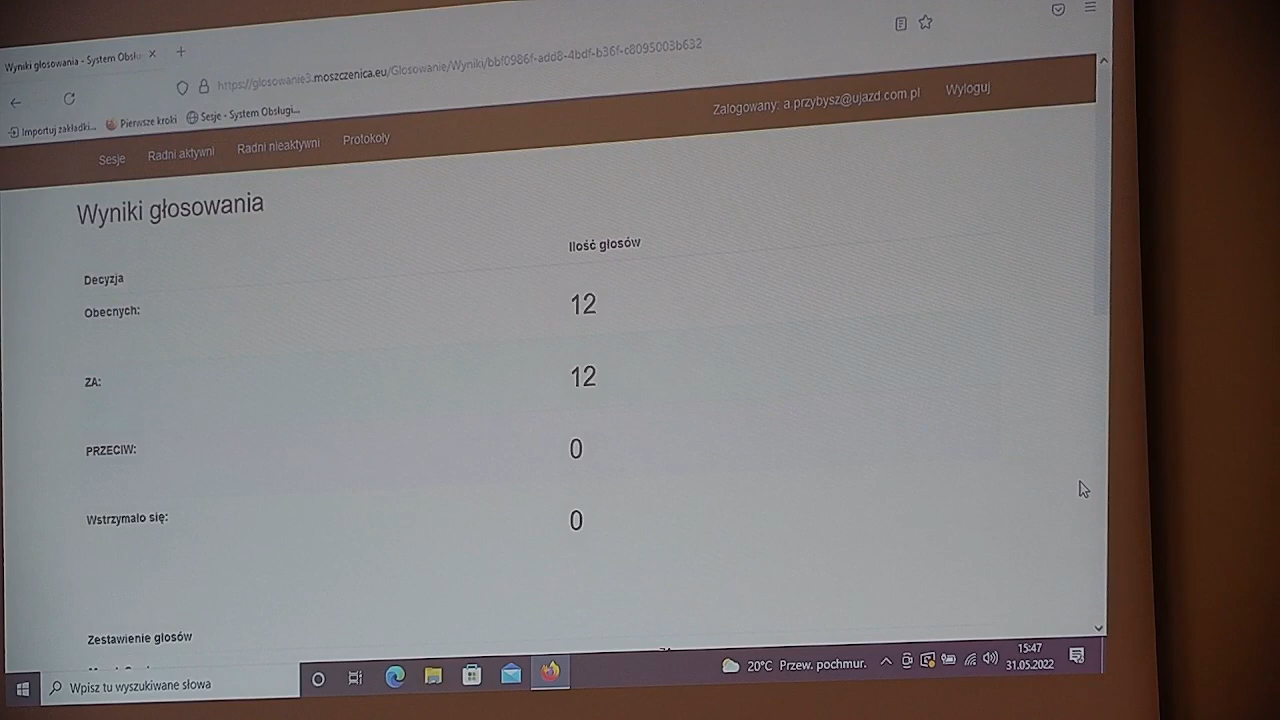 Wyniki głosowania - System Obsłu
https://glosowanie3.moszczenica.eu/Glosowanie/Wyniki/bbf0986f-add8-4bdf-b36f-c8095003b632
Importuj zakładki...
Pierwsze kroki
Sesje - System Obsługi...
Zalogowany: a.przybysz@ujazd.com.pl
Wyloguj
Sesje
Radni aktywni
Radni nieaktywni
Protokoły
Wyniki głosowania
Decyzja
Ilość głosów
Obecnych:
12
ZA:
12
PRZECIW:
0
Wstrzymało się:
0
Zestawienie głosów
Wpisz tu wyszukiwane słowa
20°C Przew. pochmur.
15:47
31.05.2022